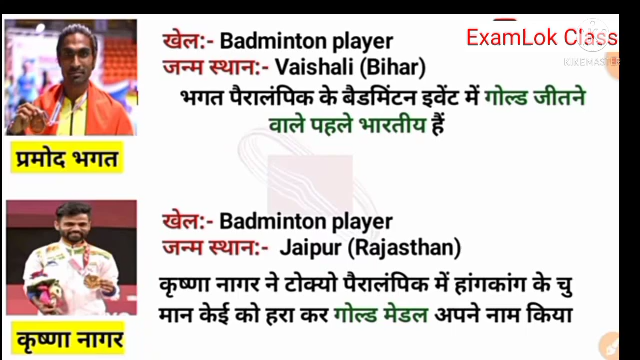 खेल:- Badminton player
ExamLok Class
जन्म स्थान:- Vaishali (Bihar)
KINEMASTER
भगत पैरालंपिक के बैडमिंटन इवेंट में गोल्ड जीतने
वाले पहले भारतीय हैं
प्रमोद भगत
खेल:- Badminton player
जन्म स्थान:- Jaipur (Rajasthan)
कृष्णा नागर ने टोक्यो पैरालंपिक में हांगकांग के चु
मान केई को हरा कर गोल्ड मेडल अपने नाम किया
कृष्णा नागर